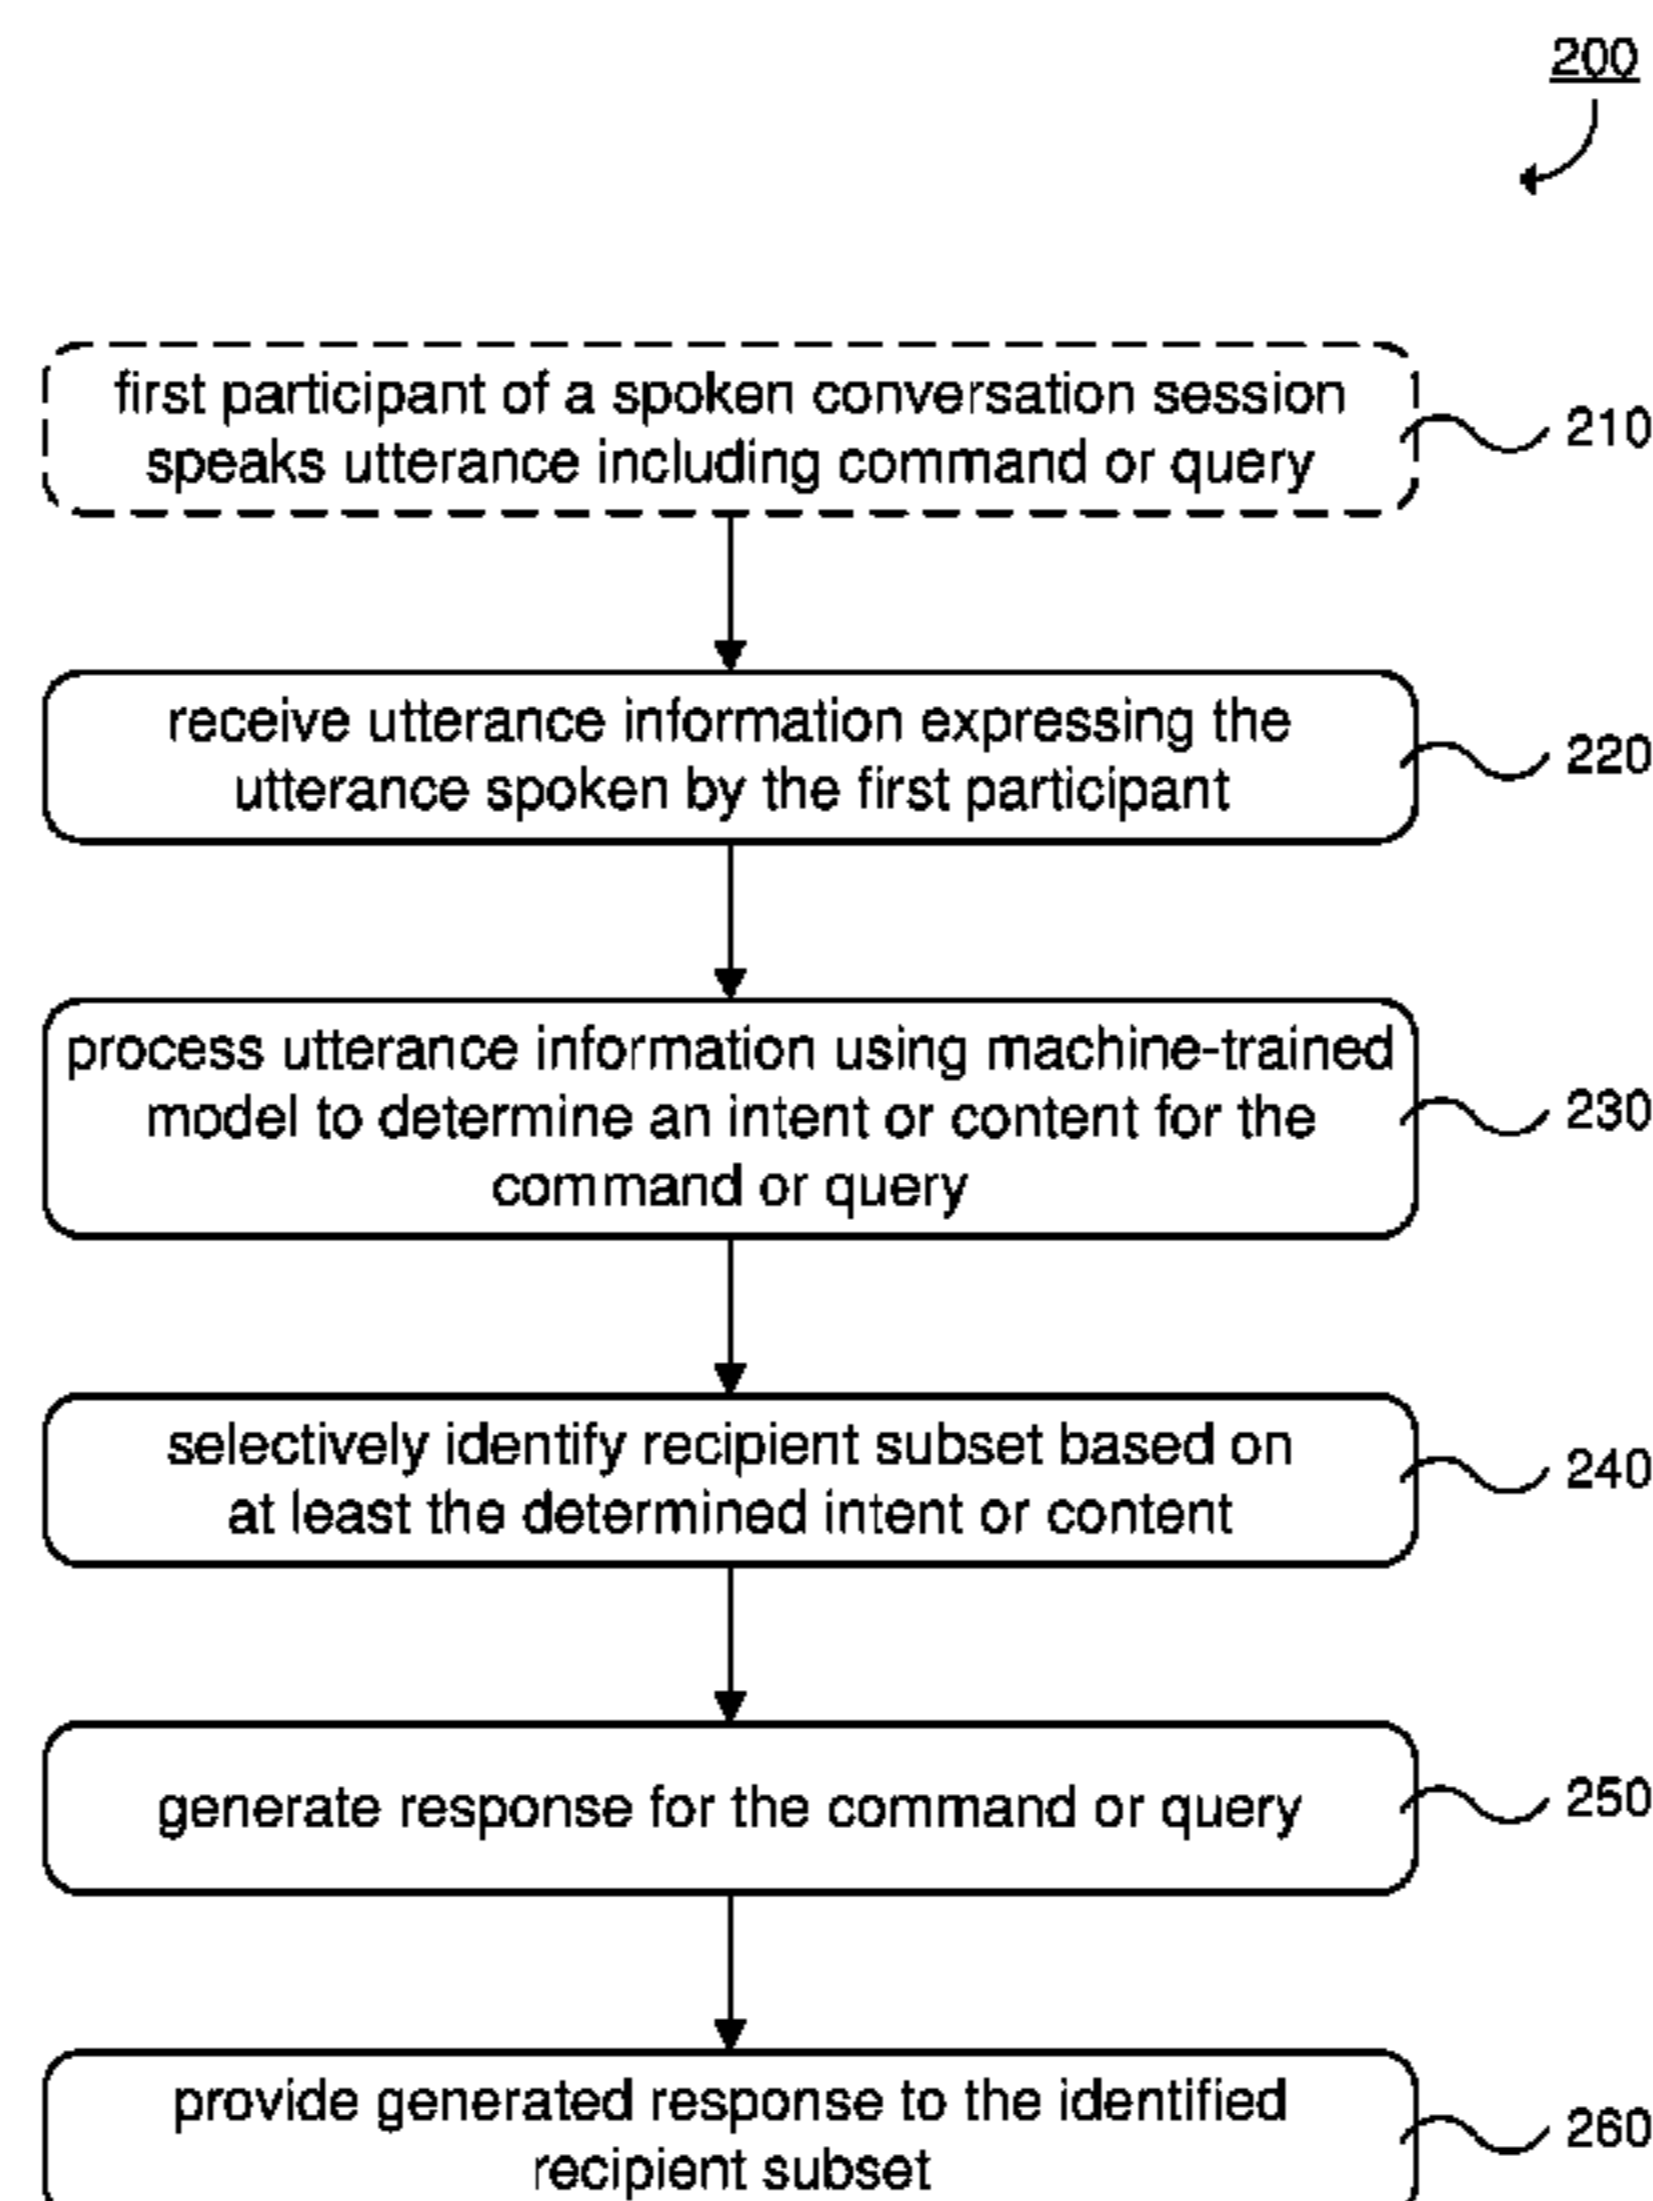 200
first participant of a spoken conversation session
speaks utterance including command or query
210
receive utterance information expressing the
utterance spoken by the first participant
220
process utterance information using machine-trained
model to determine an intent or content for the
command or query
230
selectively identify recipient subset based on
at least the determined intent or content
240
generate response for the command or query
250
provide generated response to the identified
recipient subset
260